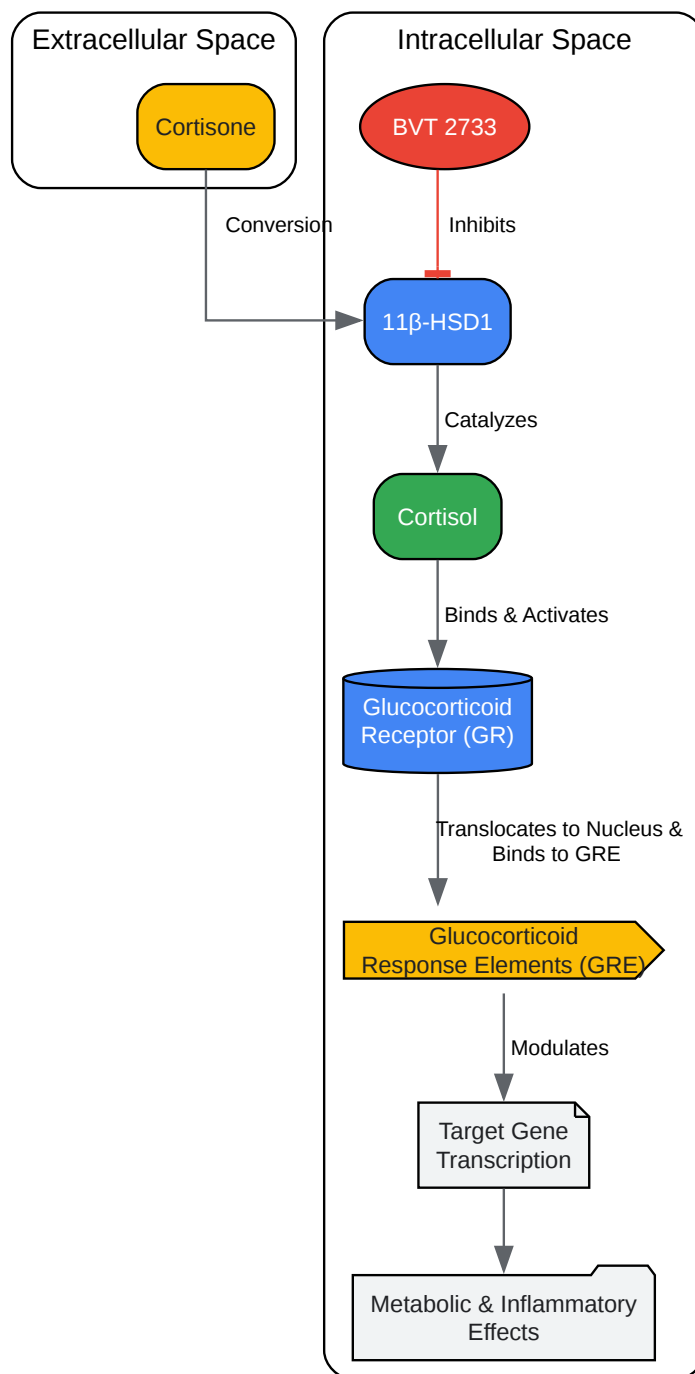 Extracellular Space
Intracellular Space
Cortisone
BVT 2733
Conversion
Inhibits
11β-HSD1
Catalyzes
Cortisol
Binds & Activates
Glucocorticoid
Receptor (GR)
Translocates to Nucleus &
Binds to GRE
Glucocorticoid
Response Elements (GRE)
Modulates
Target Gene
Transcription
Metabolic & Inflammatory
Effects